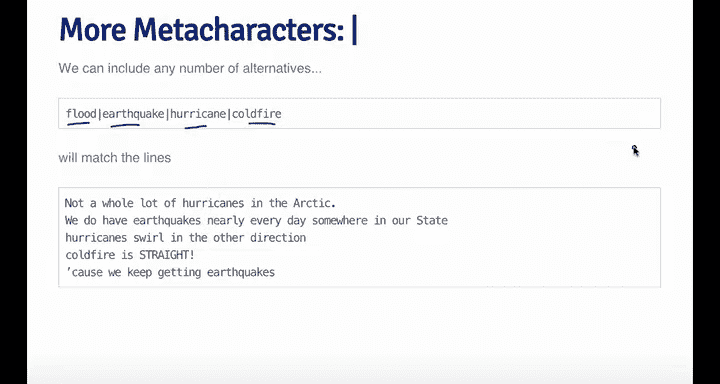 More Metacharacters: |
We can include any number of alternatives...
flood|earthquake|hurricane|coldfire
will match the lines
Not a whole lot of hurricanes in the Arctic.
We do have earthquakes nearly every day somewhere in our State
hurricanes swirl in the other direction
coldfire is STRAIGHT!
’cause we keep getting earthquakes